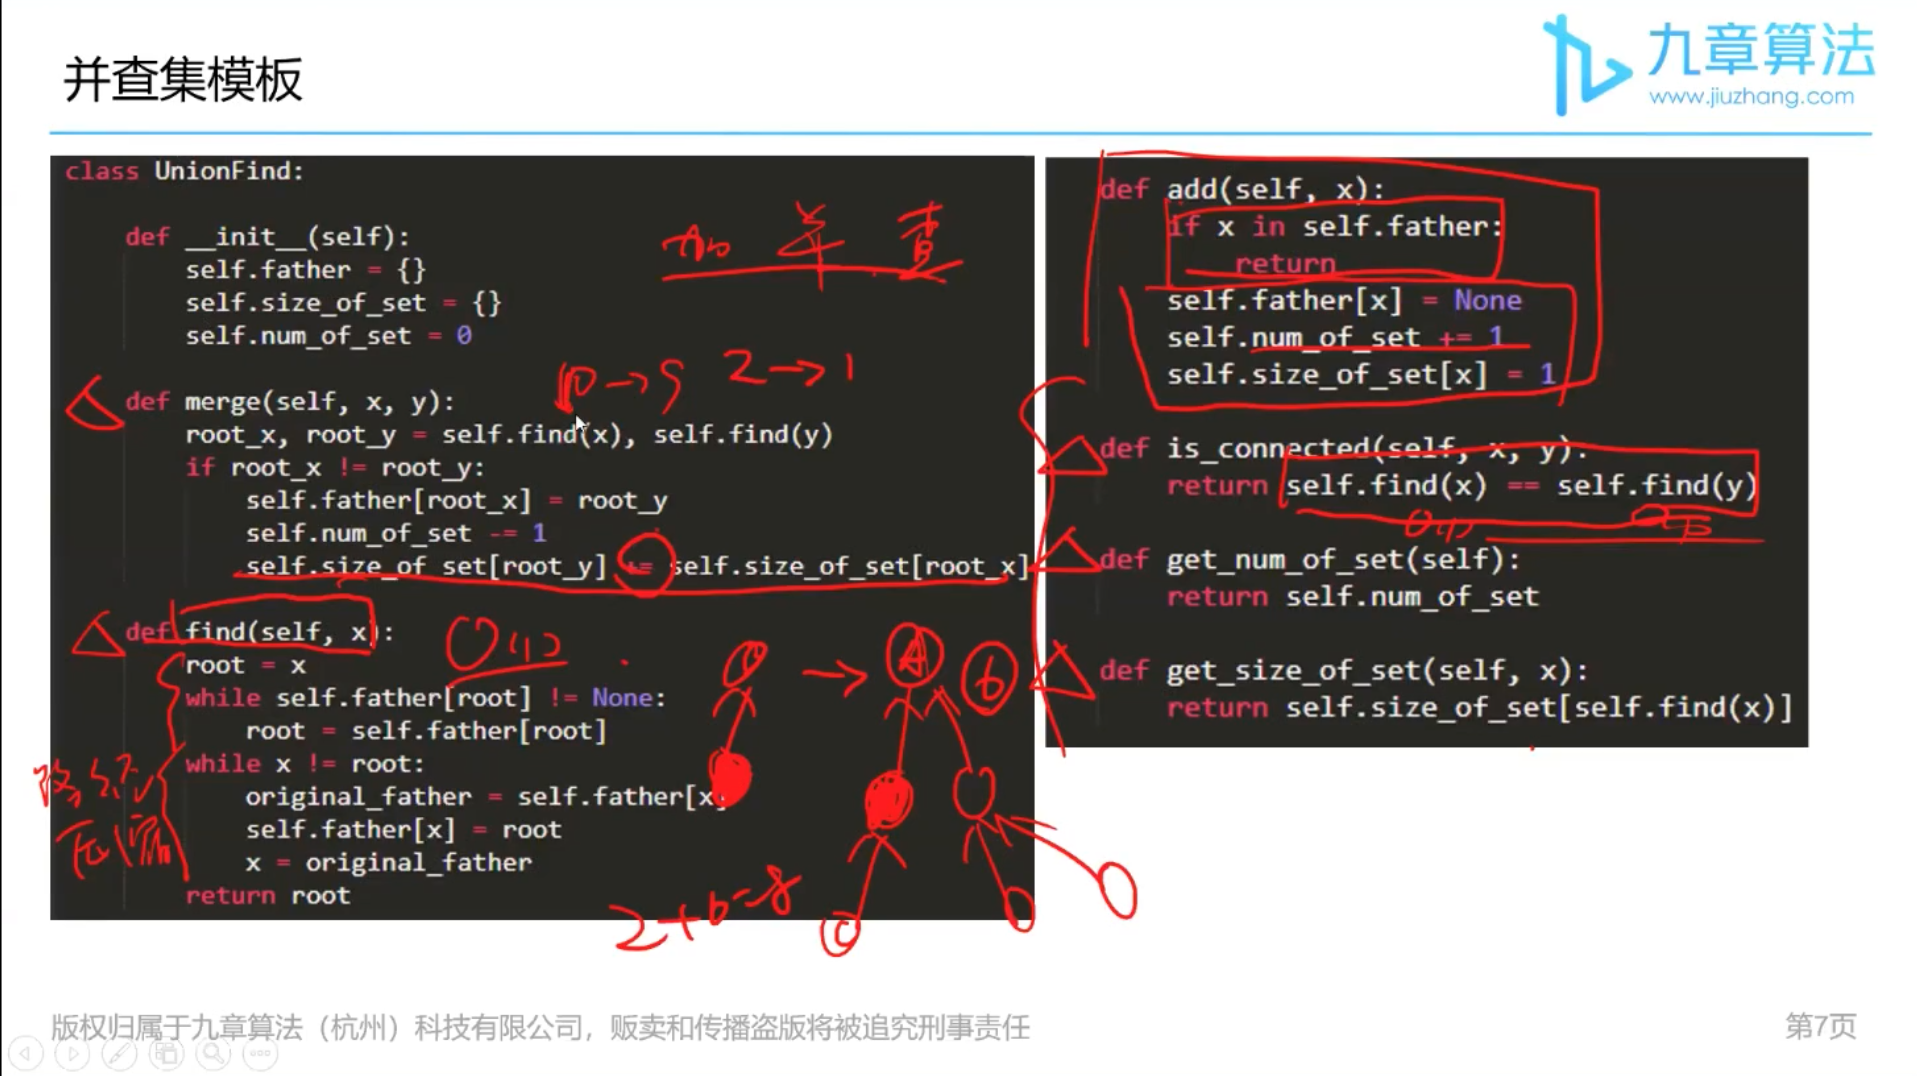 并查集模板
九章算法
www.jiuzhang.com
class UnionFind:
def __init__(self):
self.father = {}
self.size_of_set = {}
self.num_of_set = 0
加 并 查
10 → 9 2 → 1
def merge(self, x, y):
root_x, root_y = self.find(x), self.find(y)
if root_x != root_y:
self.father[root_x] = root_y
self.num_of_set -= 1
self.size_of_set[root_y] += self.size_of_set[root_x]
def find(self, x):
O(1)
root = x
while self.father[root] != None:
root = self.father[root]
while x != root:
original_father = self.father[x]
self.father[x] = root
x = original_father
return root
A
6
2+6=8
def add(self, x):
if x in self.father:
return
self.father[x] = None
self.num_of_set += 1
self.size_of_set[x] = 1
def is_connected(self, x, y):
return self.find(x) == self.find(y)
O(1)
def get_num_of_set(self):
return self.num_of_set
def get_size_of_set(self, x):
return self.size_of_set[self.find(x)]
版权归属于九章算法（杭州）科技有限公司，贩卖和传播盗版将被追究刑事责任
第7页